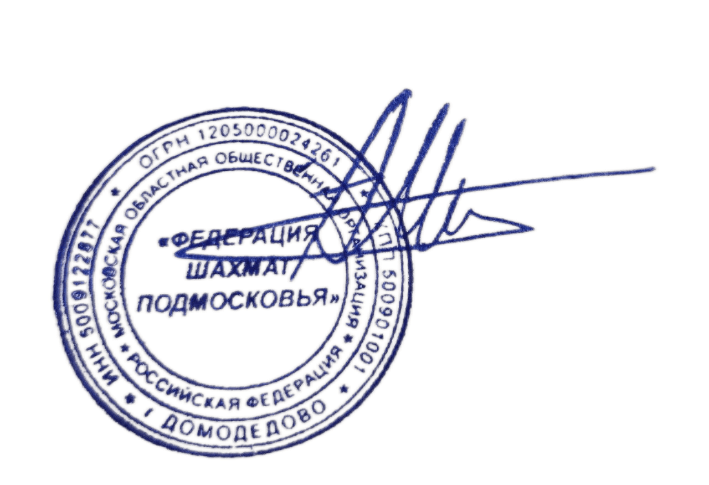 ОГРН 1205000024261
КПП 500901001
г ДОМОДЕДОВО
ИНН 5009122877
МОСКОВСКАЯ ОБЛАСТНАЯ ОБЩЕСТВЕННАЯ ОРГАНИЗАЦИЯ
РОССИЙСКАЯ ФЕДЕРАЦИЯ
«ФЕДЕРАЦИЯ
ШАХМАТ
ПОДМОСКОВЬЯ»